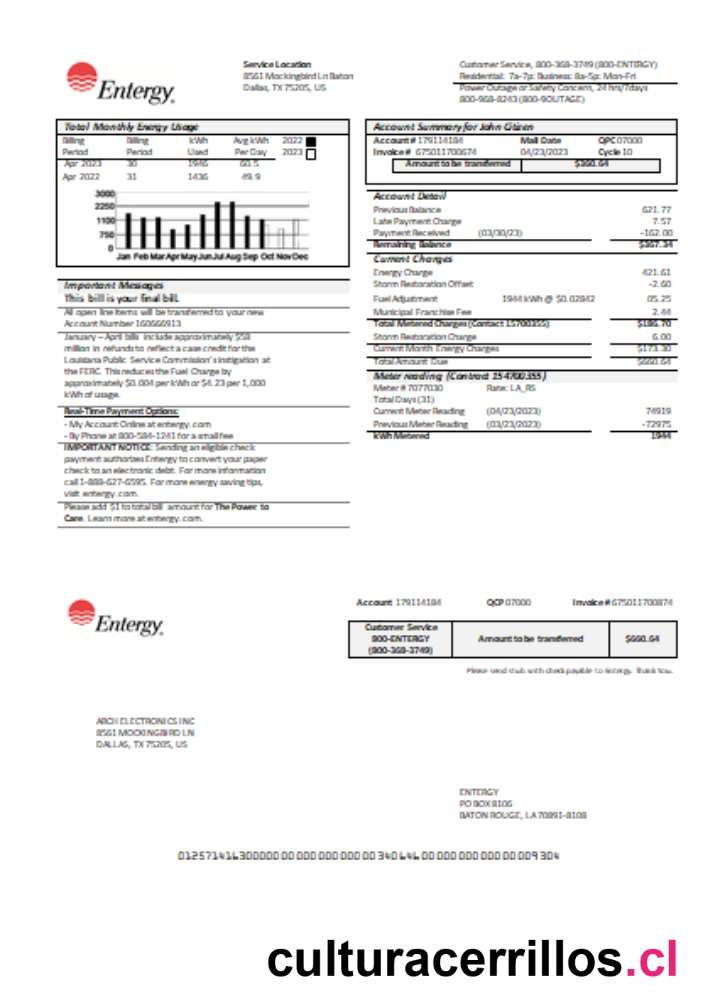 Entergy
Service Location
8561 Mockingbird Ln Baton
Dallas, TX 75205, US
Customer Service, 800-368-3749 (800-ENTERGY)
Residential: 7a-7p: Business: 8a-5p: Mon-Fri
Power Outage or Safety Concern, 24 hrs/7days
800-968-8243 (800-9OUTAGE)
Total Monthly Energy Usage
Billing Billing kWh Avg kWh 2022
Period Period Used Per Day 2023
Apr 2023 30 1946 60.5
Apr 2022 31 1436 49.9
3000
2250
1100
750
0
Jan Feb Mar Apr May Jun Jul Aug Sep Oct Nov Dec
Important Messages
This bill is your final bill.
All open line items will be transferred to your new
Account Number 160666913
January – April bills include approximately $58
million in refunds to reflect a case credit for the
Louisiana Public Service Commission's instigation at
the FERC. This reduces the Fuel Charge by
approximately $0.004 per kWh or $4.23 per 1,000
kWh of usage.
Real-Time Payment Options:
- My Account Online at entergy.com
- By Phone at 800-584-1241 for a small fee
IMPORTANT NOTICE: Sending an eligible check
payment authorizes Entergy to convert your paper
check to an electronic debt. For more information
call 1-888-627-6595. For more energy saving tips,
visit entergy.com.
Please add $1 to total bill amount for The Power to
Care. Learn more at entergy.com.
Account Summary for John Citizen
Account # 179114184 Mail Date QPC 07000
Invoice # 675011700674 04/23/2023 Cycle 10
Amount to be transferred $360.64
Account Detail
Previous Balance 621.77
Late Payment Charge 7.57
Payment Received (03/30/23) -162.00
Remaining Balance $367.34
Current Charges
Energy Charge 421.61
Storm Restoration Offset -2.60
Fuel Adjustment 1944 kWh @ $0.02842 05.25
Municipal Franchise Fee 2.44
Total Metered Charges (Contact 15700355) $186.70
Storm Restoration Charge 6.00
Current Month Energy Charges $173.30
Total Amount Due $660.64
Meter reading (Contract 154700355)
Meter # 7077030 Rate: LA_RS
Total Days (31)
Current Meter Reading (04/23/2023) 74919
Previous Meter Reading (03/23/2023) -72975
kWh Metered 1944
Entergy
Account 179114184 QCP 07000 Invoice # 675011700874
Customer Service
800-ENTERGY
(800-368-3749)
Amount to be transferred $660.64
Please send stub with check payable to Entergy. Thank You.
ARCH ELECTRONICS INC
8561 MOCKINGBIRD LN
DALLAS, TX 75205, US
ENTERGY
PO BOX 8106
BATON ROUGE, LA 70891-8108
culturacerrillos.cl